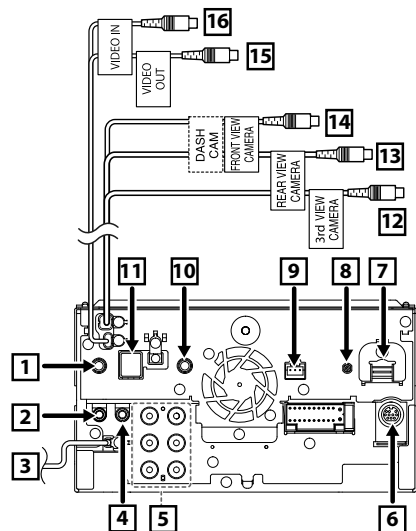 16
VIDEO IN
15
VIDEO
OUT
14
DASH
CAM
FRONT VIEW
CAMERA
13
REAR VIEW
CAMERA
12
3rd VIEW
CAMERA
11
10
9
8
7
1
2
3
4
5
6